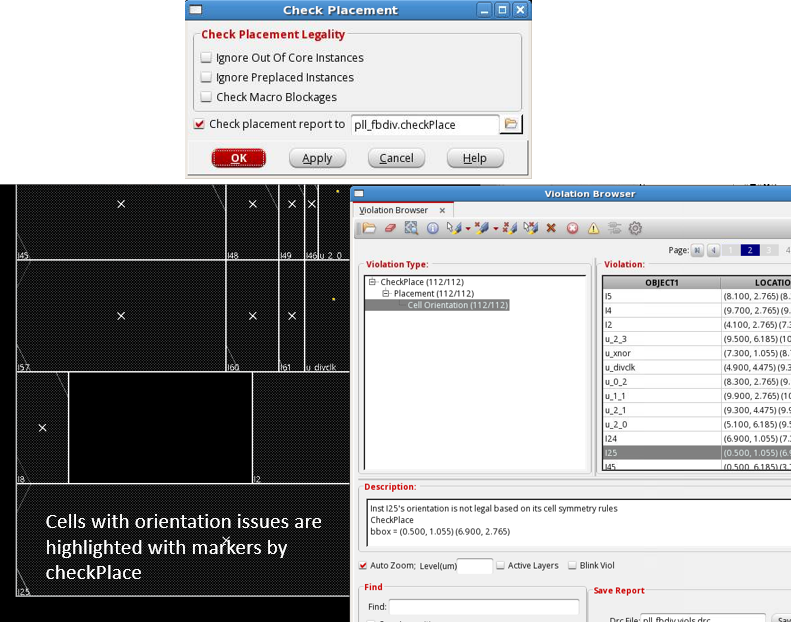 Check Placement
Check Placement Legality
Ignore Out Of Core Instances
Ignore Preplaced Instances
Check Macro Blockages
Check placement report to pll_fbdiv.checkPlace
OK Apply Cancel Help
Violation Browser
Violation Browser
Page: 1 2 3 4
Violation Type:
CheckPlace (112/112)
Placement (112/112)
Cell Orientation (112/112)
Violation:
OBJECT1 LOCATIO
I5 (8.100, 2.765) (8.
I4 (9.700, 2.765) (9.
I2 (4.100, 2.765) (7.
u_2_3 (9.500, 6.185) (10
u_xnor (7.300, 1.055) (8.
u_divclk (4.900, 4.475) (9.3
u_0_2 (8.300, 2.765) (9.
u_1_1 (9.900, 2.765) (10
u_2_1 (9.300, 4.475) (9.9
u_2_0 (5.100, 6.185) (9.5
I24 (6.900, 1.055) (7.
I25 (0.500, 1.055) (6.9
I45 (0.500, 6.185) (3.7
Description:
Inst I25's orientation is not legal based on its cell symmetry rules
CheckPlace
bbox = (0.500, 1.055) (6.900, 2.765)
Auto Zoom; Level(um) Active Layers Blink Viol
Find
Find:
Save Report
Drc File: pll_fbdiv.viols.drc Sav
I45 I48 I49 I46 u_2_0
I57 I60 I61 u_divclk
I8 I2
Cells with orientation issues are
highlighted with markers by
checkPlace
I25